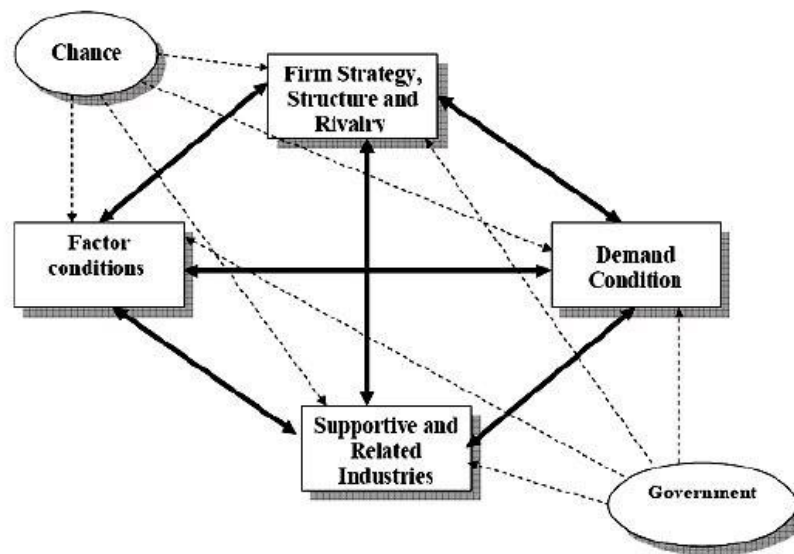 Chance
Firm Strategy,
Structure and
Rivalry
Factor
conditions
Demand
Condition
Supportive and
Related
Industries
Government